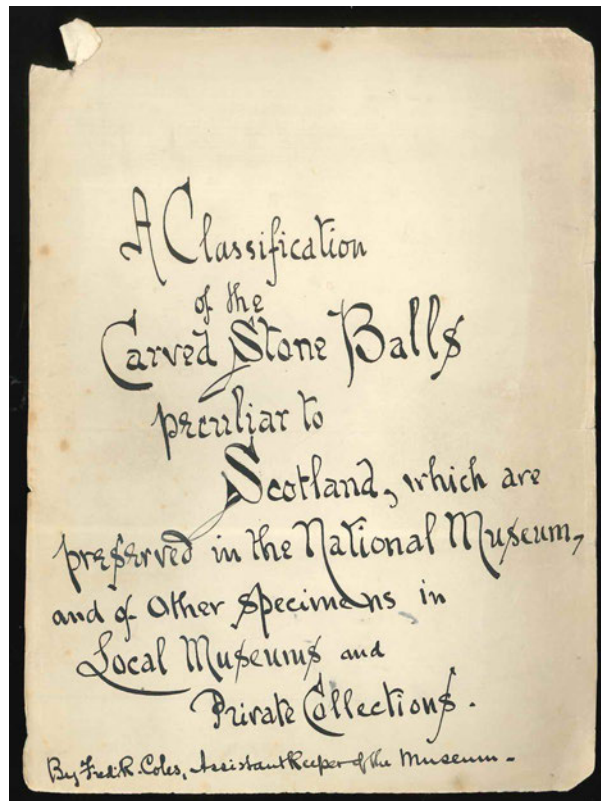 A Classification
of the
Carved Stone Balls
peculiar to
Scotland, which are
preserved in the National Museum,
and of Other Specimens in
Local Museums and
Private Collections.
By Fred. R. Coles, Assistant Keeper of the Museum.